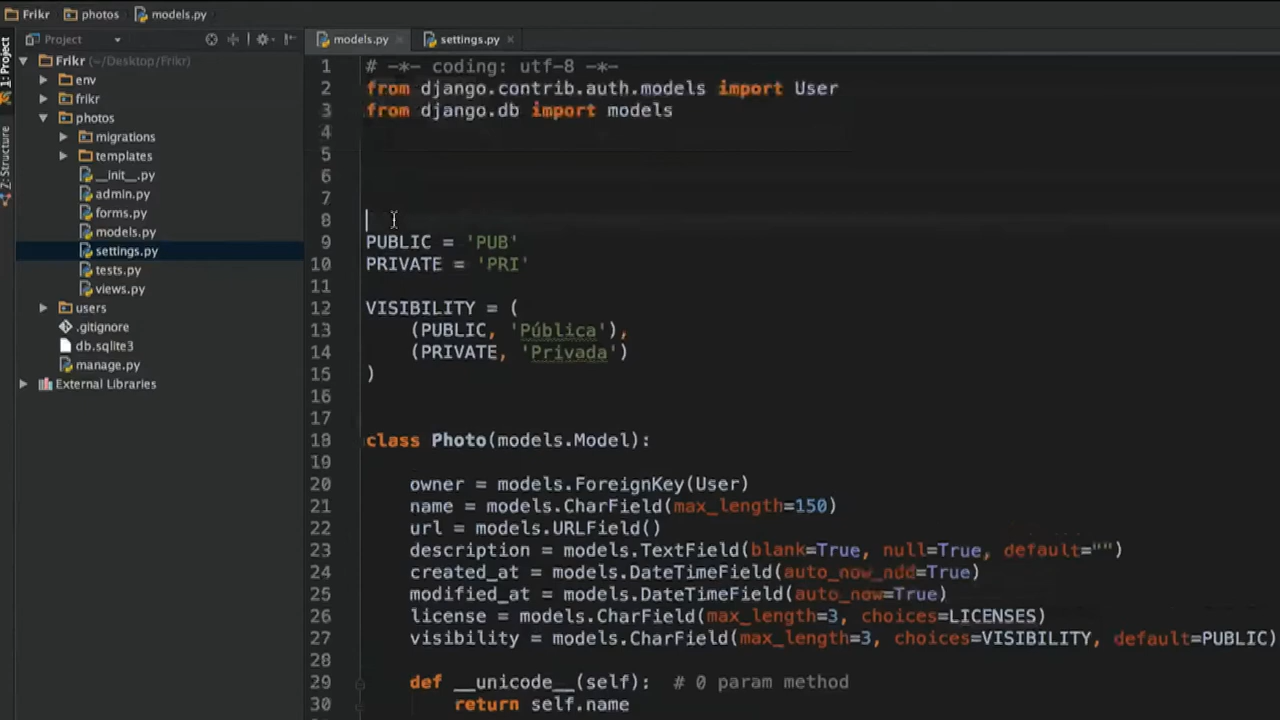 Frikr photos models.py
1: Project
7: Structure
Project
Frikr (~/Desktop/Frikr)
env
frikr
photos
migrations
templates
__init__.py
admin.py
forms.py
models.py
settings.py
tests.py
views.py
users
.gitignore
db.sqlite3
manage.py
External Libraries
models.py settings.py
1 # -*- coding: utf-8 -*-
2 from django.contrib.auth.models import User
3 from django.db import models
4
5
6
7
8
9 PUBLIC = 'PUB'
10 PRIVATE = 'PRI'
11
12 VISIBILITY = (
13 (PUBLIC, 'Pública'),
14 (PRIVATE, 'Privada')
15 )
16
17
18 class Photo(models.Model):
19
20 owner = models.ForeignKey(User)
21 name = models.CharField(max_length=150)
22 url = models.URLField()
23 description = models.TextField(blank=True, null=True, default="")
24 created_at = models.DateTimeField(auto_now_add=True)
25 modified_at = models.DateTimeField(auto_now=True)
26 license = models.CharField(max_length=3, choices=LICENSES)
27 visibility = models.CharField(max_length=3, choices=VISIBILITY, default=PUBLIC)
28
29 def __unicode__(self): # 0 param method
30 return self.name